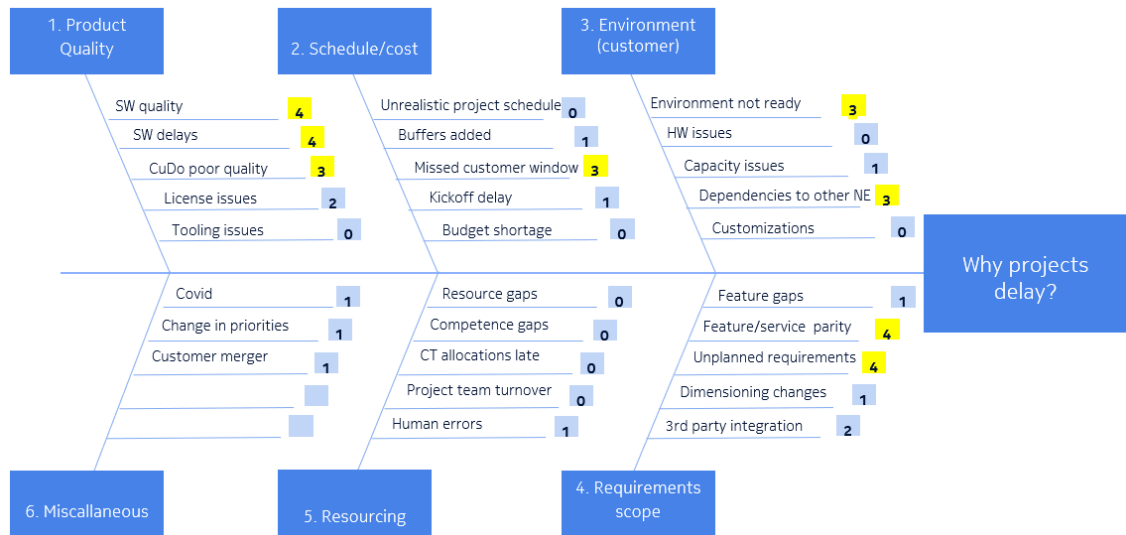 1. Product
Quality
2. Schedule/cost
3. Environment
(customer)
SW quality 4
SW delays 4
CuDo poor quality 3
License issues 2
Tooling issues 0
Unrealistic project schedule 0
Buffers added 1
Missed customer window 3
Kickoff delay 1
Budget shortage 0
Environment not ready 3
HW issues 0
Capacity issues 1
Dependencies to other NE 3
Customizations 0
Why projects
delay?
Covid 1
Change in priorities 1
Customer merger 1
Resource gaps 0
Competence gaps 0
CT allocations late 0
Project team turnover 0
Human errors 1
Feature gaps 1
Feature/service parity 4
Unplanned requirements 4
Dimensioning changes 1
3rd party integration 2
6. Miscallaneous
5. Resourcing
4. Requirements
scope